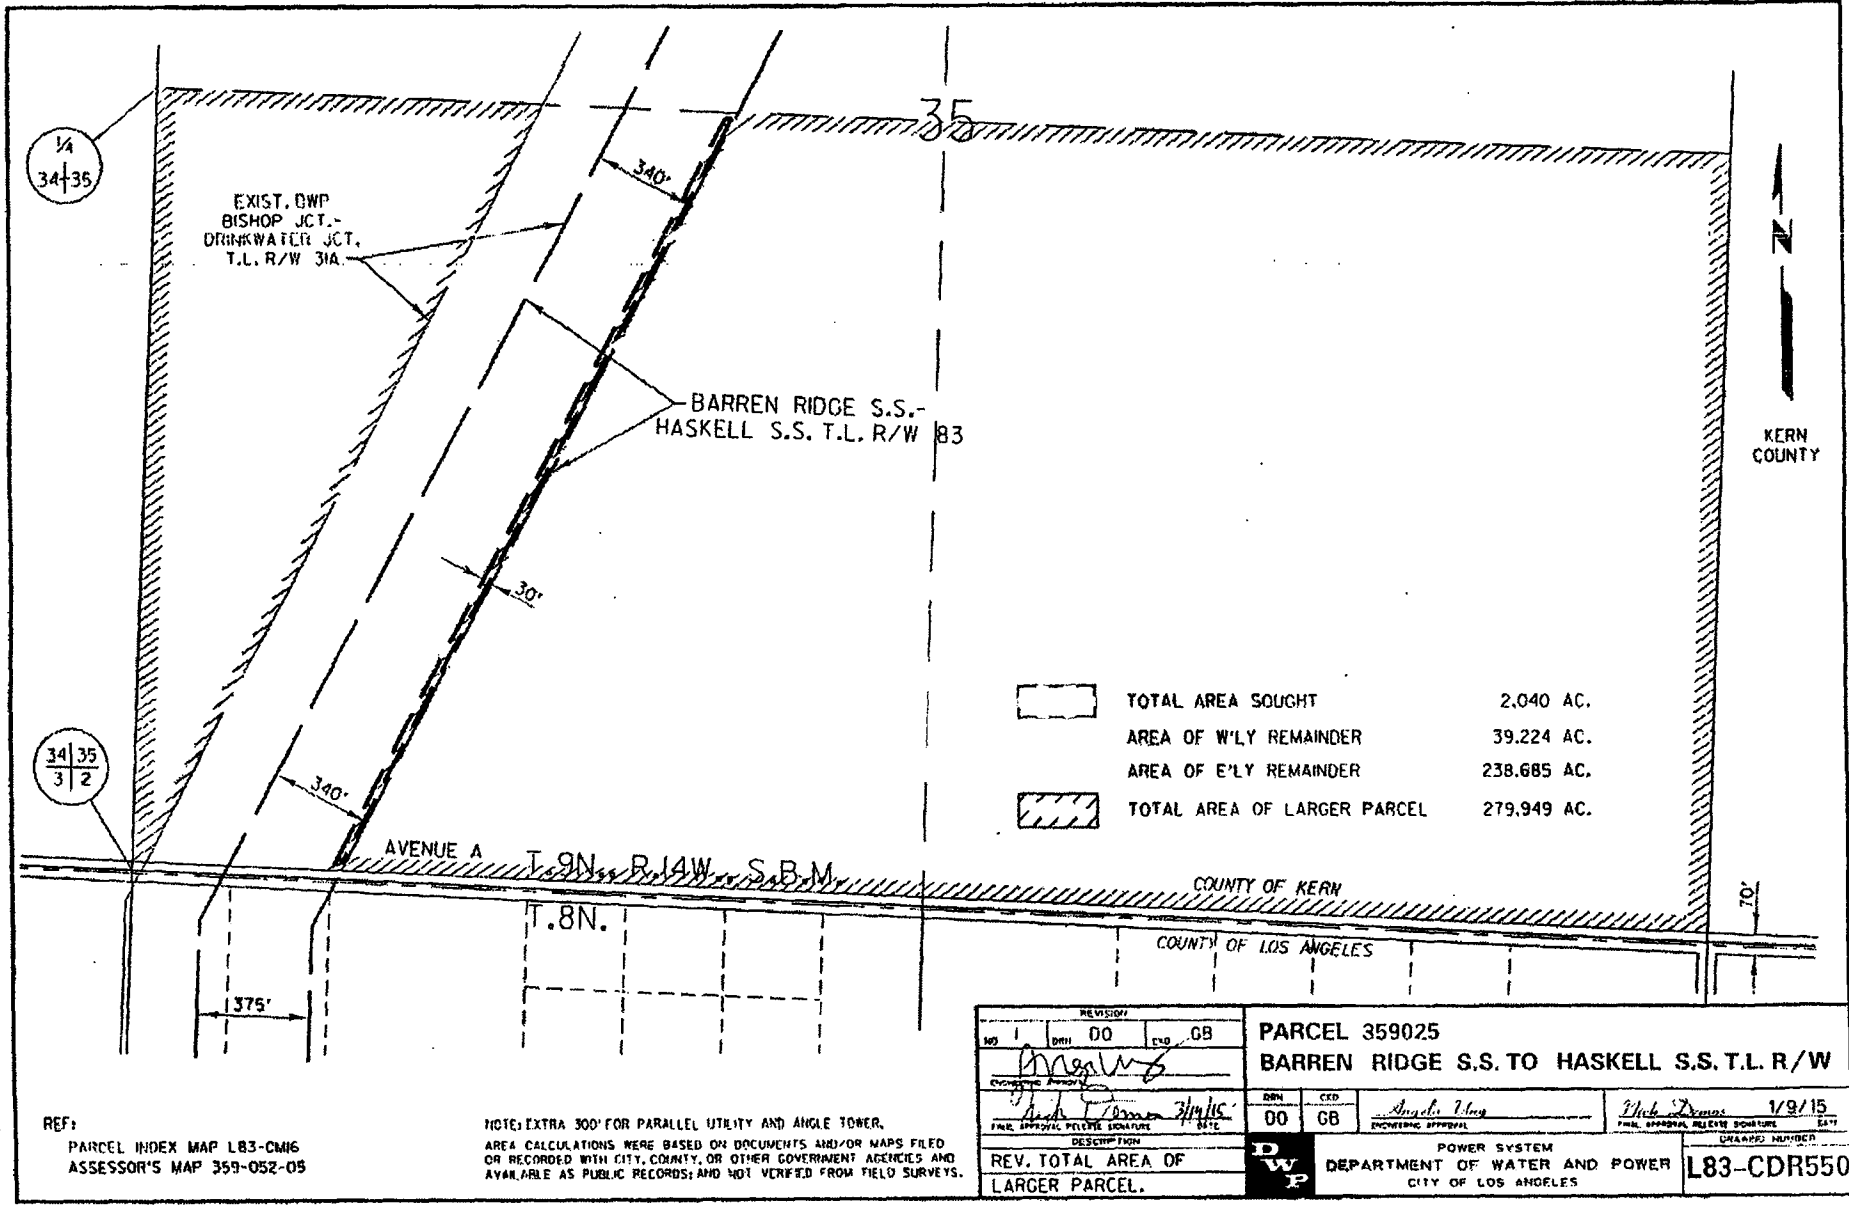 35
1/4
34 35
EXIST. DWP
BISHOP JCT.-
DRINKWATER JCT.
T.L. R/W 31A
340'
N
KERN
COUNTY
BARREN RIDGE S.S.-
HASKELL S.S. T.L. R/W 83
30'
TOTAL AREA SOUGHT 2.040 AC.
AREA OF W'LY REMAINDER 39.224 AC.
AREA OF E'LY REMAINDER 238.685 AC.
TOTAL AREA OF LARGER PARCEL 279.949 AC.
34 35
3 2
340'
AVENUE A
T.9N., R.14W., S.B.M.
COUNTY OF KERN
T.8N.
COUNTY OF LOS ANGELES
70'
375'
REVISION
NO 1 DRN DO CKD GB
ENGINEERING APPROVAL
3/19/15
FINAL APPROVAL RELEASE SIGNATURE DATE
DESCRIPTION
REV. TOTAL AREA OF
LARGER PARCEL.
PARCEL 359025
BARREN RIDGE S.S. TO HASKELL S.S. T.L. R/W
DRN CKD
DO GB
ENGINEERING APPROVAL
1/9/15
FINAL APPROVAL RELEASE SIGNATURE DATE
DWP
POWER SYSTEM
DEPARTMENT OF WATER AND POWER
CITY OF LOS ANGELES
DRAWING NUMBER
L83-CDR550
REF:
PARCEL INDEX MAP L83-CM16
ASSESSOR'S MAP 359-052-05
NOTE: EXTRA 300' FOR PARALLEL UTILITY AND ANGLE TOWER.
AREA CALCULATIONS WERE BASED ON DOCUMENTS AND/OR MAPS FILED
OR RECORDED WITH CITY, COUNTY, OR OTHER GOVERNMENT AGENCIES AND
AVAILABLE AS PUBLIC RECORDS; AND NOT VERIFIED FROM FIELD SURVEYS.